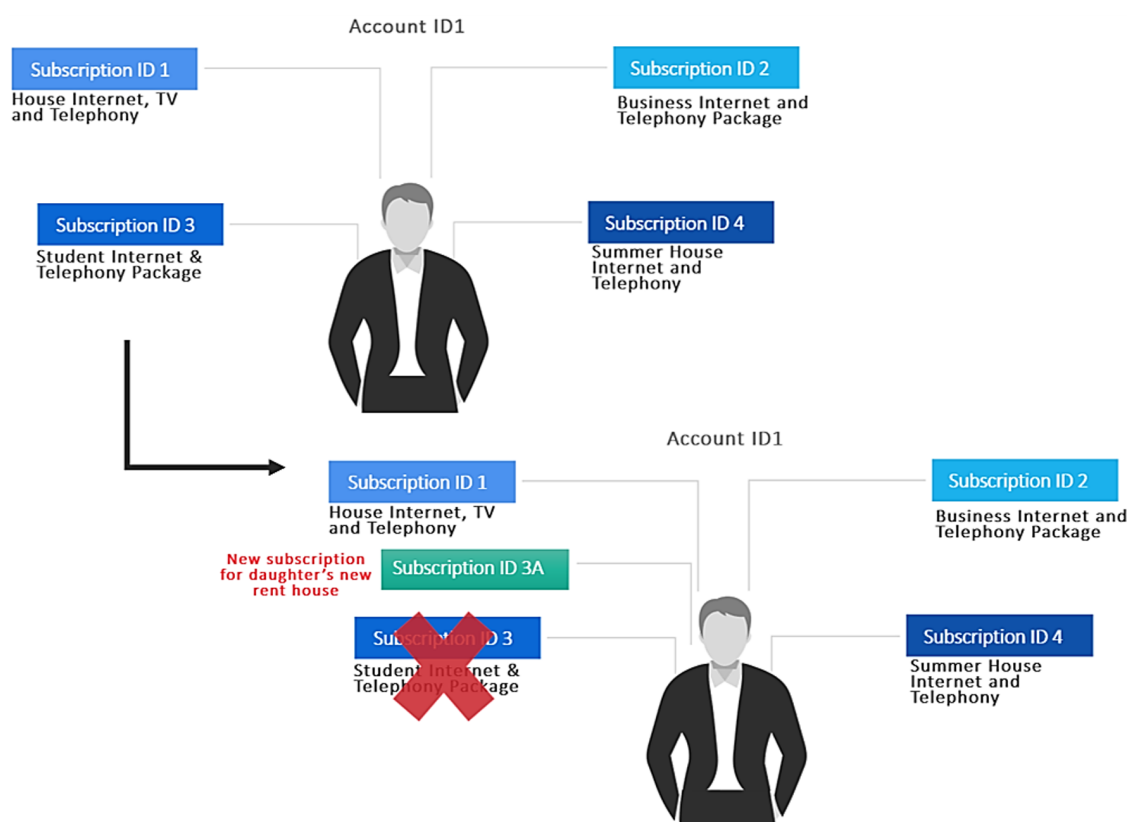 Account ID1
Subscription ID 1
House Internet, TV
and Telephony
Subscription ID 2
Business Internet and
Telephony Package
Subscription ID 3
Student Internet &
Telephony Package
Subscription ID 4
Summer House
Internet and
Telephony
Account ID1
Subscription ID 1
House Internet, TV
and Telephony
Subscription ID 2
Business Internet and
Telephony Package
New subscription
for daughter's new
rent house
Subscription ID 3A
Subscription ID 3
Student Internet &
Telephony Package
Subscription ID 4
Summer House
Internet and
Telephony